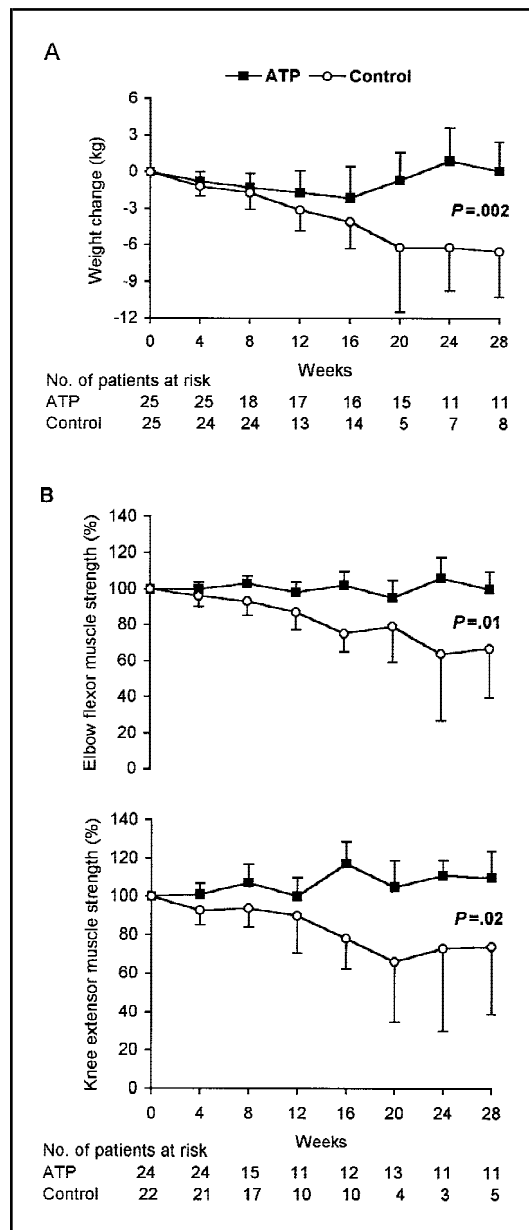 A
ATP Control
6
3
0
-3
-6
-9
-12
Weight change (kg)
P=.002
0 4 8 12 16 20 24 28
Weeks
No. of patients at risk
ATP 25 25 18 17 16 15 11 11
Control 25 24 24 13 14 5 7 8
B
140
120
100
80
60
40
20
0
Elbow flexor muscle strength (%)
P=.01
140
120
100
80
60
40
20
0
Knee extensor muscle strength (%)
P=.02
0 4 8 12 16 20 24 28
Weeks
No. of patients at risk
ATP 24 24 15 11 12 13 11 11
Control 22 21 17 10 10 4 3 5